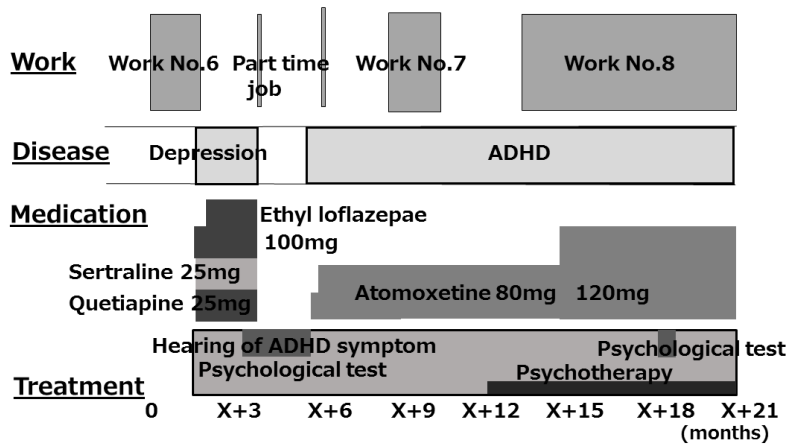 Work
Work No.6
Part time
job
Work No.7
Work No.8
Disease
Depression
ADHD
Medication
Ethyl loflazepae
100mg
Sertraline 25mg
Quetiapine 25mg
Atomoxetine 80mg 120mg
Hearing of ADHD symptom
Psychological test
Psychological test
Psychotherapy
Treatment
0 X+3 X+6 X+9 X+12 X+15 X+18 X+21
(months)